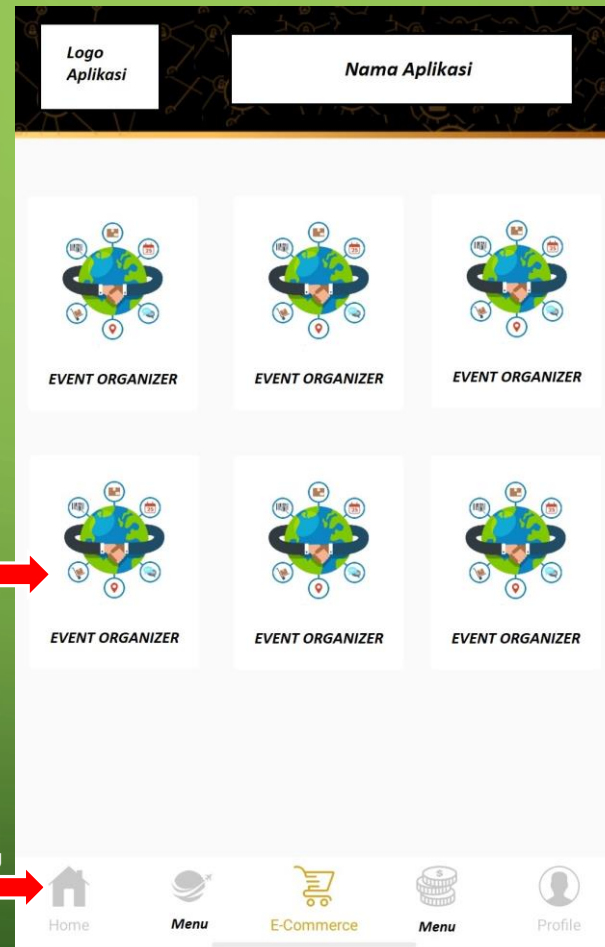 Logo
Aplikasi
Nama Aplikasi
EVENT ORGANIZER
EVENT ORGANIZER
EVENT ORGANIZER
EVENT ORGANIZER
EVENT ORGANIZER
EVENT ORGANIZER
Home
Menu
E-Commerce
Menu
Profile